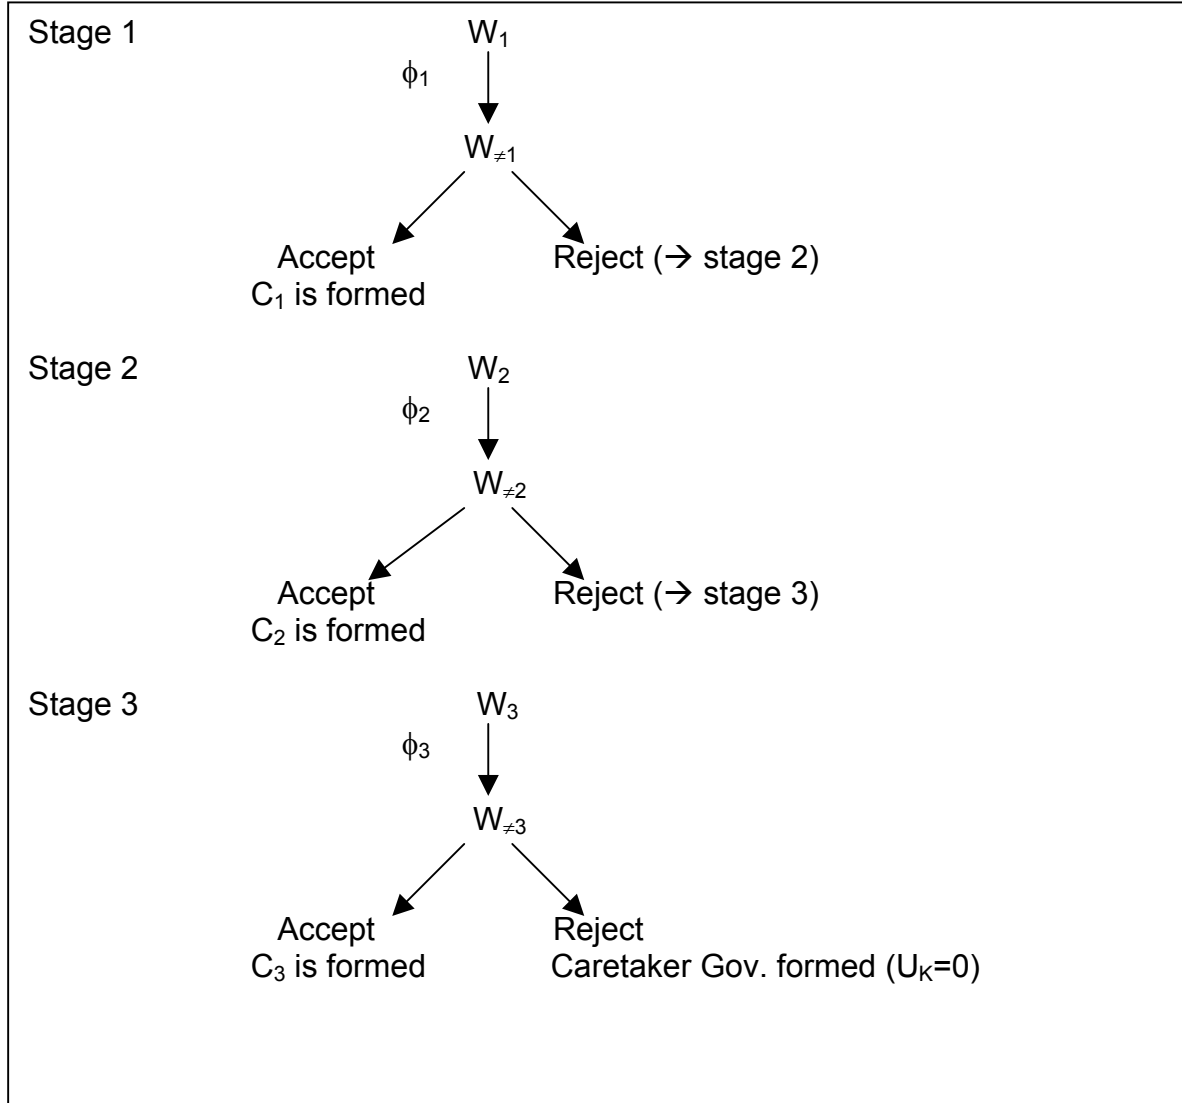 Stage 1 W₁
ϕ₁
W≠₁
Accept Reject (→ stage 2)
C₁ is formed
Stage 2 W₂
ϕ₂
W≠₂
Accept Reject (→ stage 3)
C₂ is formed
Stage 3 W₃
ϕ₃
W≠₃
Accept Reject
C₃ is formed Caretaker Gov. formed (U_K=0)